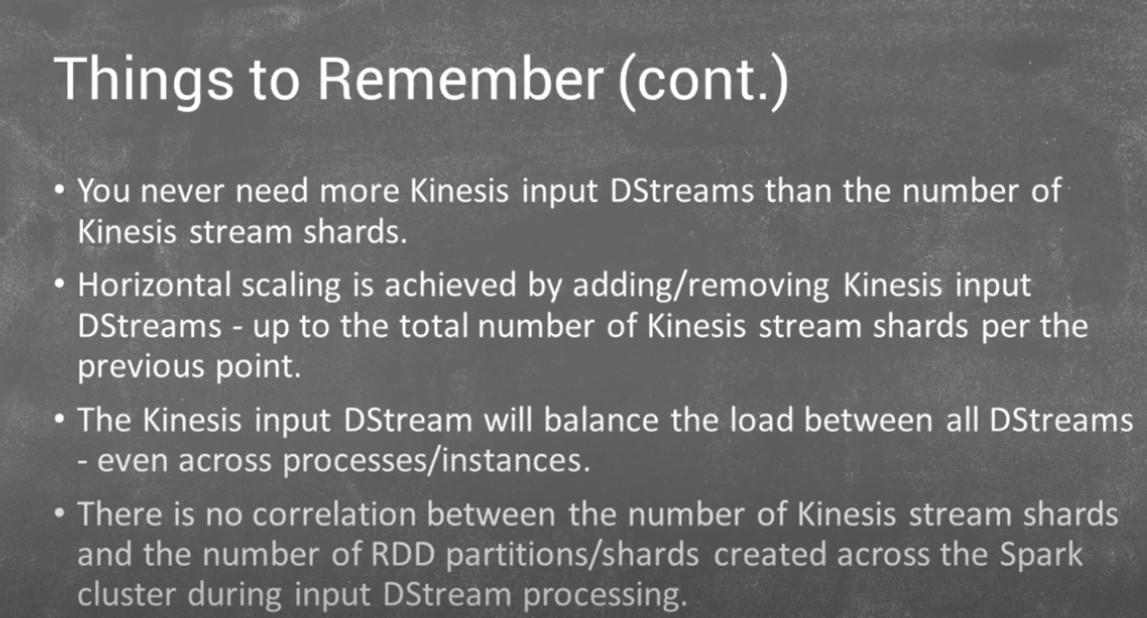 Things to Remember (cont.)
• You never need more Kinesis input DStreams than the number of
Kinesis stream shards.
• Horizontal scaling is achieved by adding/removing Kinesis input
DStreams - up to the total number of Kinesis stream shards per the
previous point.
• The Kinesis input DStream will balance the load between all DStreams
- even across processes/instances.
• There is no correlation between the number of Kinesis stream shards
and the number of RDD partitions/shards created across the Spark
cluster during input DStream processing.